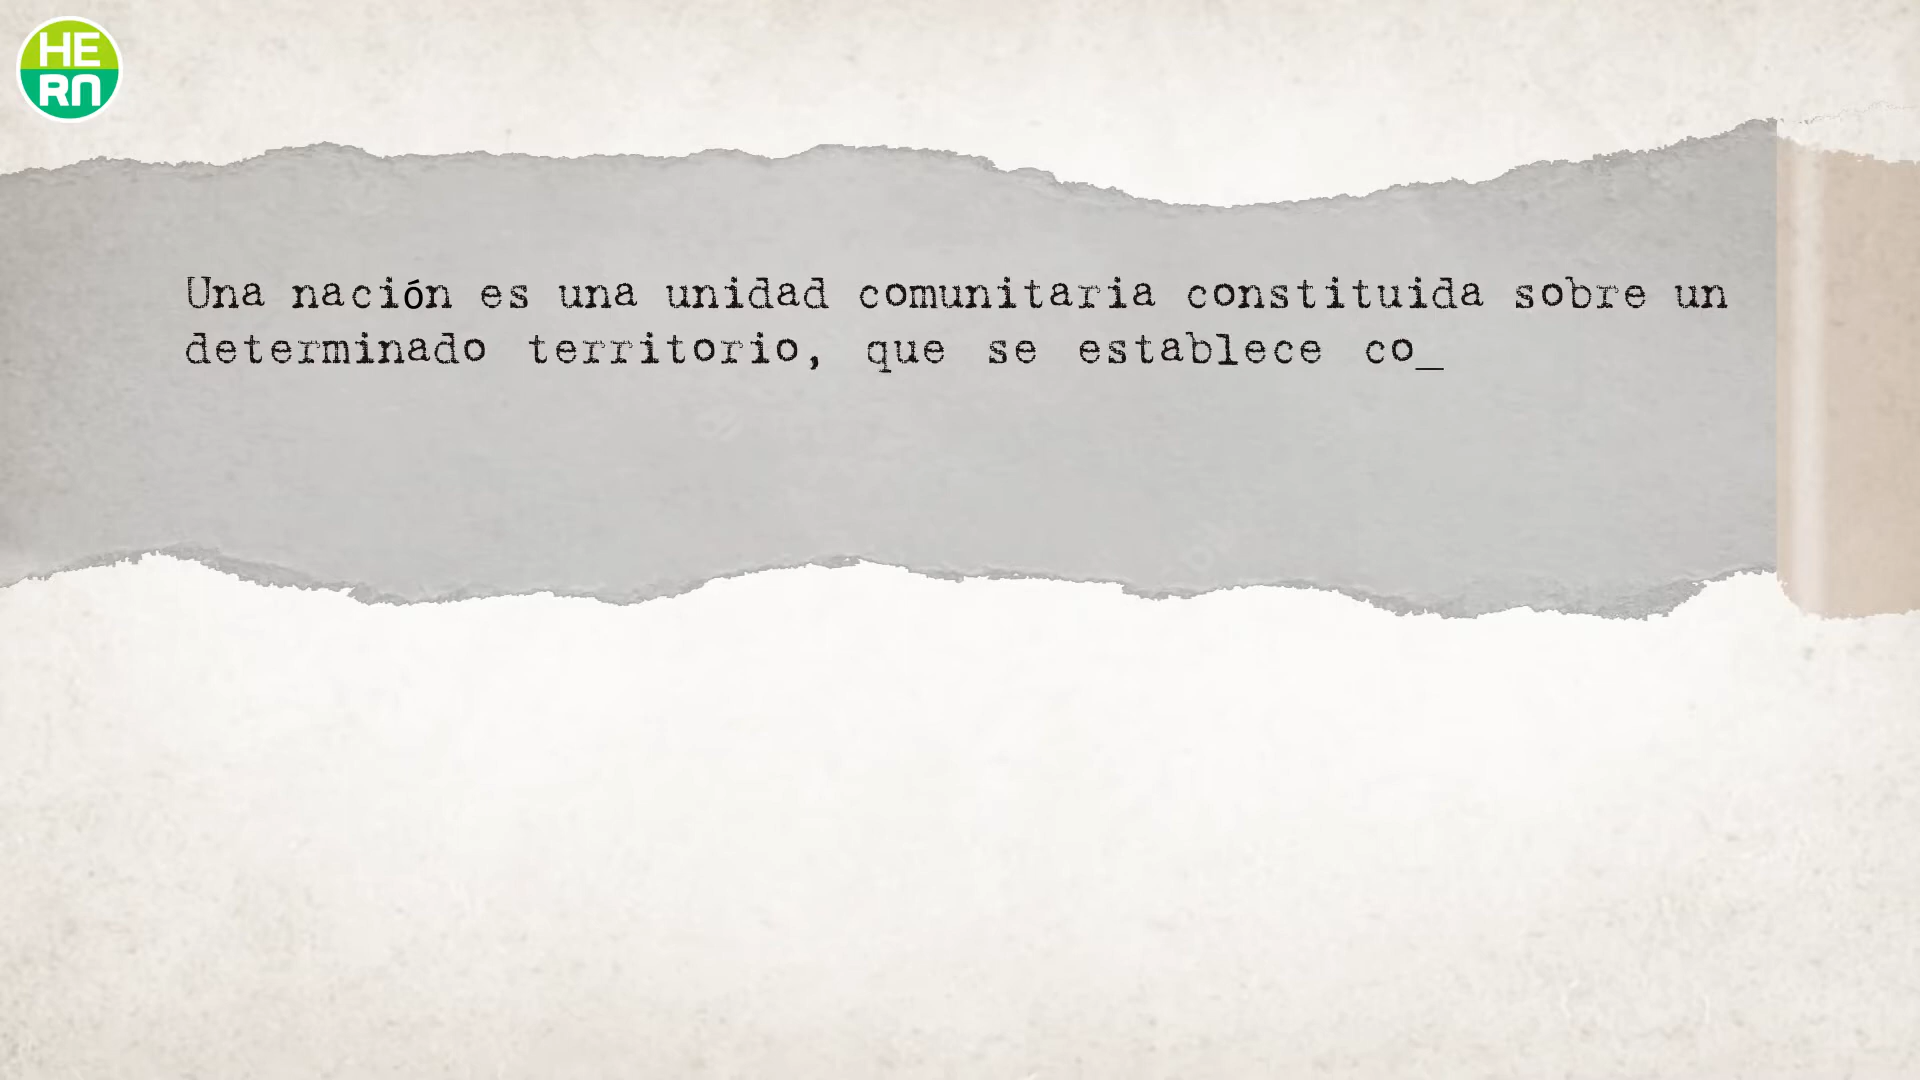 HE
RN
Una nación es una unidad comunitaria constituida sobre un
determinado territorio, que se establece co_